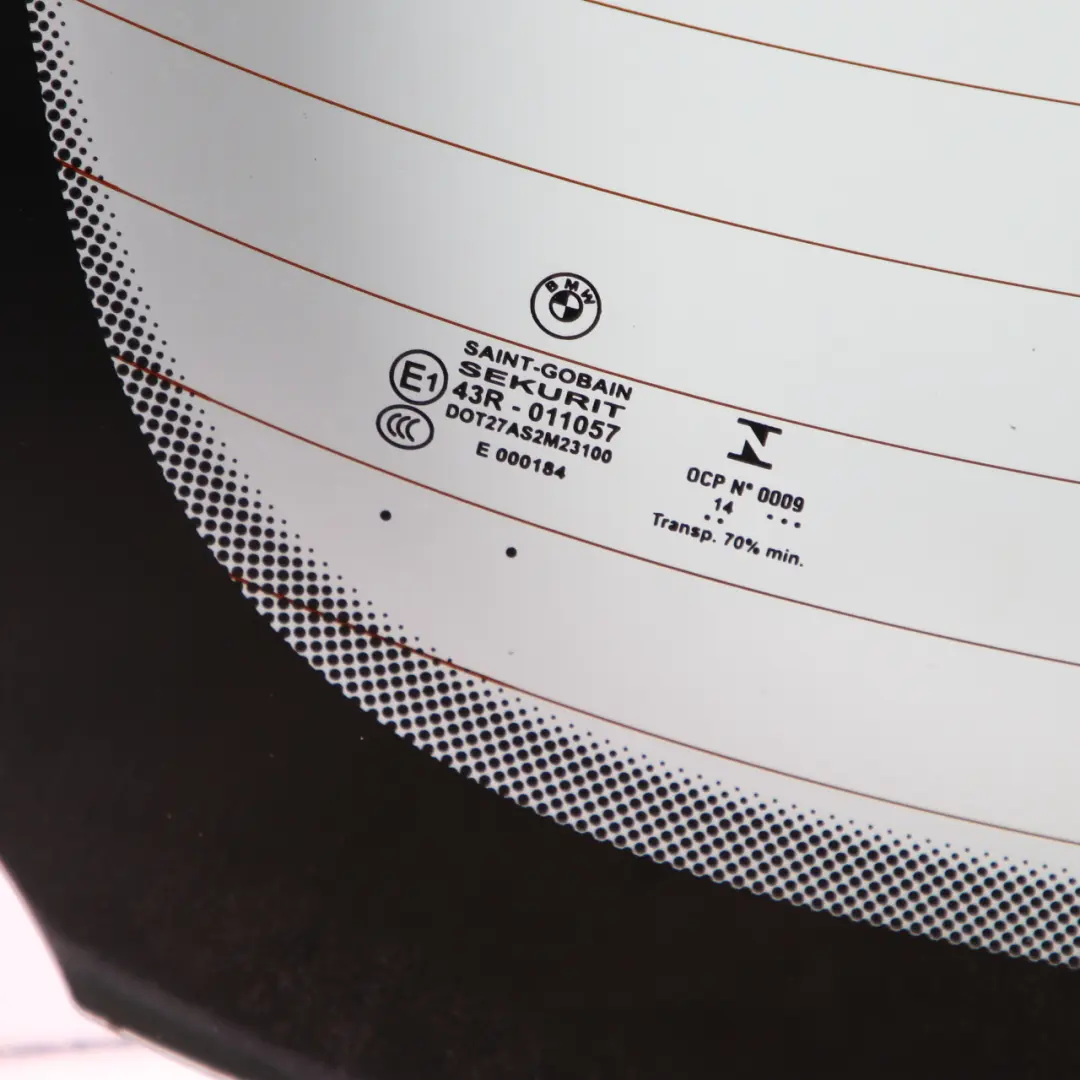 BMW
SAINT-GOBAIN
SEKURIT
E1
43R - 011057
DOT27AS2M23100
E 000184
OCP N° 0009
14
.. ...
Transp. 70% min.